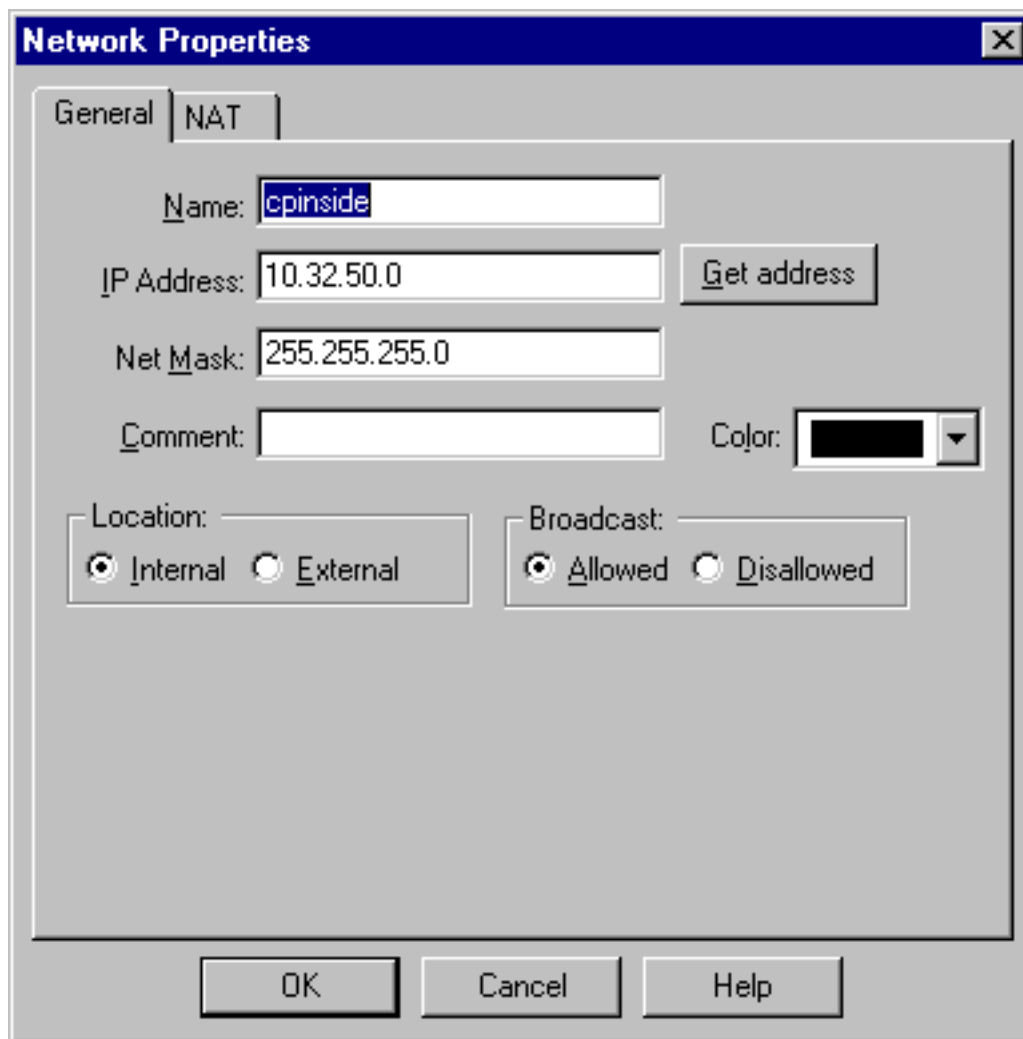 Network Properties
General NAT
Name: cpinside
IP Address: 10.32.50.0 Get address
Net Mask: 255.255.255.0
Comment: Color:
Location: Broadcast:
Internal External Allowed Disallowed
OK Cancel Help